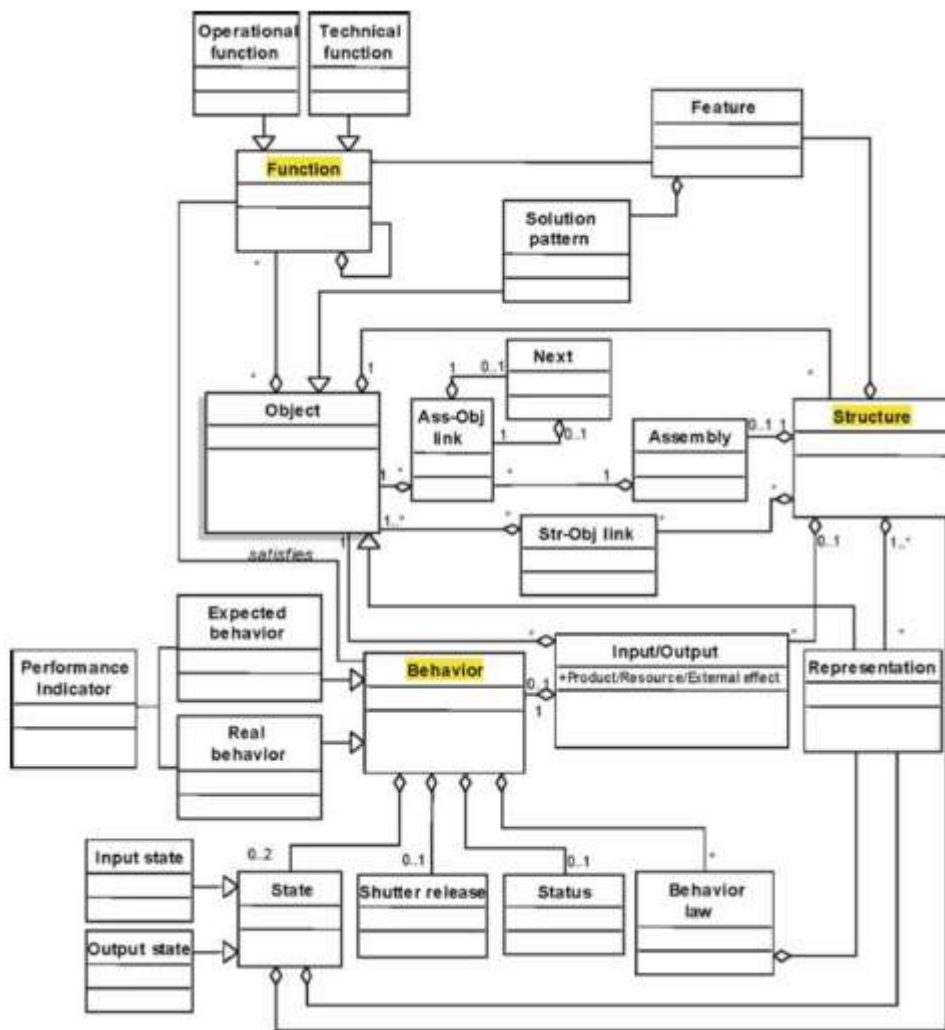 Operational
function
Technical
function
Feature
Function
Solution
pattern
*
1
0..1
Next
*
*
1
Object
Ass-Obj
link
1
0..1
Assembly
0..1
1
Structure
1
*
*
1
*
1..*
*
Str-Obj link
*
satisfies
1
0..1
1..*
Expected
behavior
*
Input/Output
*
*
Performance
Indicator
Behavior
0..1
+Product/Resource/External effect
Representation
1
Real
behavior
Input state
0..2
0..1
0..1
*
State
Shutter release
Status
Behavior
law
Output state